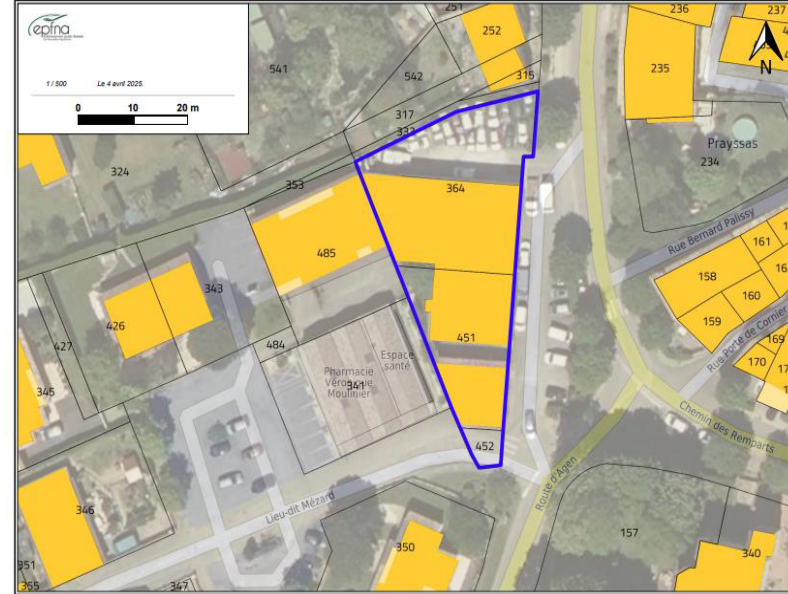 epfna
1 / 500
Le 4 avril 2025.
0 10 20 m
251
252
236
237
N
541
542
315
235
317
332
Prayssas
234
324
353
364
Rue Bernard Palissy
161
485
158
343
160
426
159
Rue Porte de Cornier
427
484
451
169
170
345
Espace
santé
Pharmacie
341
Moulinier
Chemin des Remparts
452
Route d'Agen
346
Lieu-dit Mézard
157
350
340
351
355
347